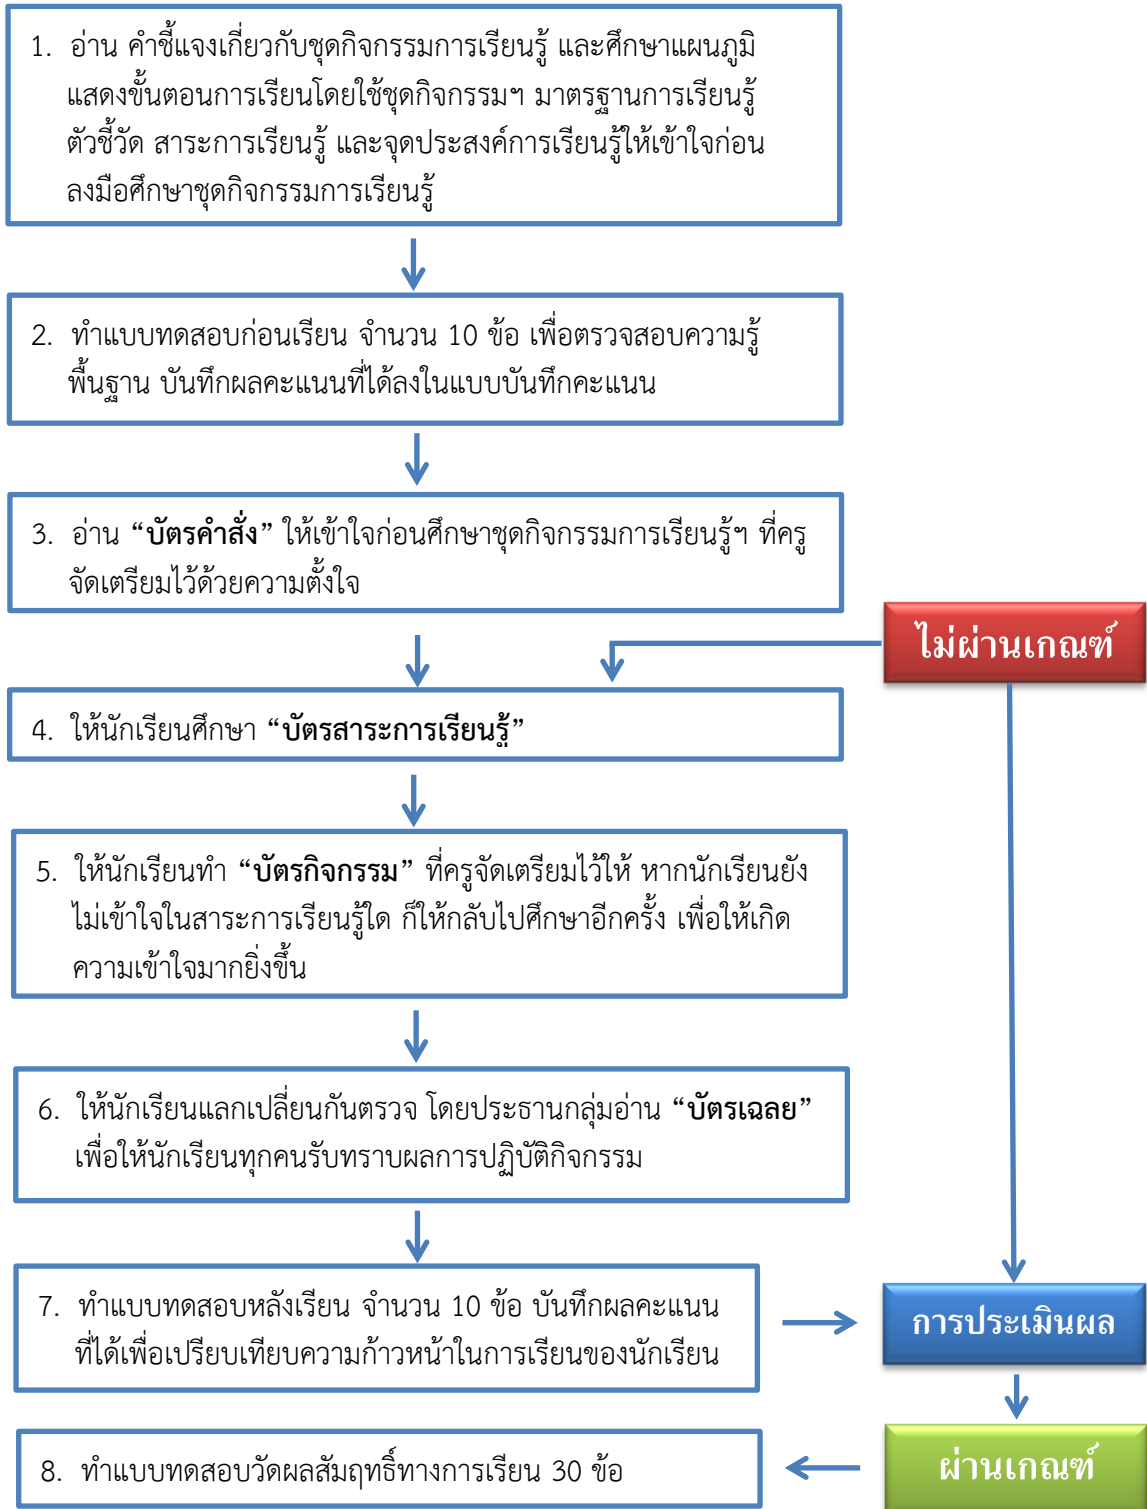 1. อ่าน คำชี้แจงเกี่ยวกับชุดกิจกรรมการเรียนรู้ และศึกษาแผนภูมิ
แสดงขั้นตอนการเรียนโดยใช้ชุดกิจกรรมฯ มาตรฐานการเรียนรู้
ตัวชี้วัด สาระการเรียนรู้ และจุดประสงค์การเรียนรู้ให้เข้าใจก่อน
ลงมือศึกษาชุดกิจกรรมการเรียนรู้
2. ทำแบบทดสอบก่อนเรียน จำนวน 10 ข้อ เพื่อตรวจสอบความรู้
พื้นฐาน บันทึกผลคะแนนที่ได้ลงในแบบบันทึกคะแนน
3. อ่าน “บัตรคำสั่ง” ให้เข้าใจก่อนศึกษาชุดกิจกรรมการเรียนรู้ฯ ที่ครู
จัดเตรียมไว้ด้วยความตั้งใจ
ไม่ผ่านเกณฑ์
4. ให้นักเรียนศึกษา “บัตรสาระการเรียนรู้”
5. ให้นักเรียนทำ “บัตรกิจกรรม” ที่ครูจัดเตรียมไว้ให้ หากนักเรียนยัง
ไม่เข้าใจในสาระการเรียนรู้ใด ก็ให้กลับไปศึกษาอีกครั้ง เพื่อให้เกิด
ความเข้าใจมากยิ่งขึ้น
6. ให้นักเรียนแลกเปลี่ยนกันตรวจ โดยประธานกลุ่มอ่าน “บัตรเฉลย”
เพื่อให้นักเรียนทุกคนรับทราบผลการปฏิบัติกิจกรรม
7. ทำแบบทดสอบหลังเรียน จำนวน 10 ข้อ บันทึกผลคะแนน
ที่ได้เพื่อเปรียบเทียบความก้าวหน้าในการเรียนของนักเรียน
การประเมินผล
8. ทำแบบทดสอบวัดผลสัมฤทธิ์ทางการเรียน 30 ข้อ
ผ่านเกณฑ์